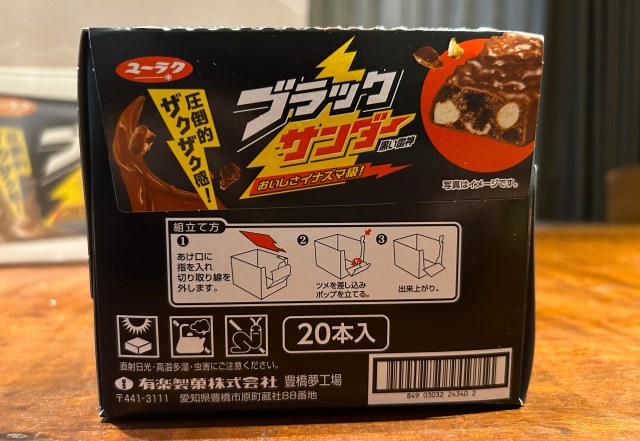 ユーラク
圧倒的
ザクザク感!
ブラック
サンダー
黒い雷神
おいしさイナズマ級!
写真はイメージです。
組立て方
1
あけ口に
指を入れ
切り取り線を
外します。
2
ツメを差し込み
ポップを立てる。
3
出来上がり。
20本入
直射日光・高温多湿・虫害にご注意ください。
有楽製菓株式会社 豊橋夢工場
〒441-3111 愛知県豊橋市原町蔵社88番地
849 03032 24340 2